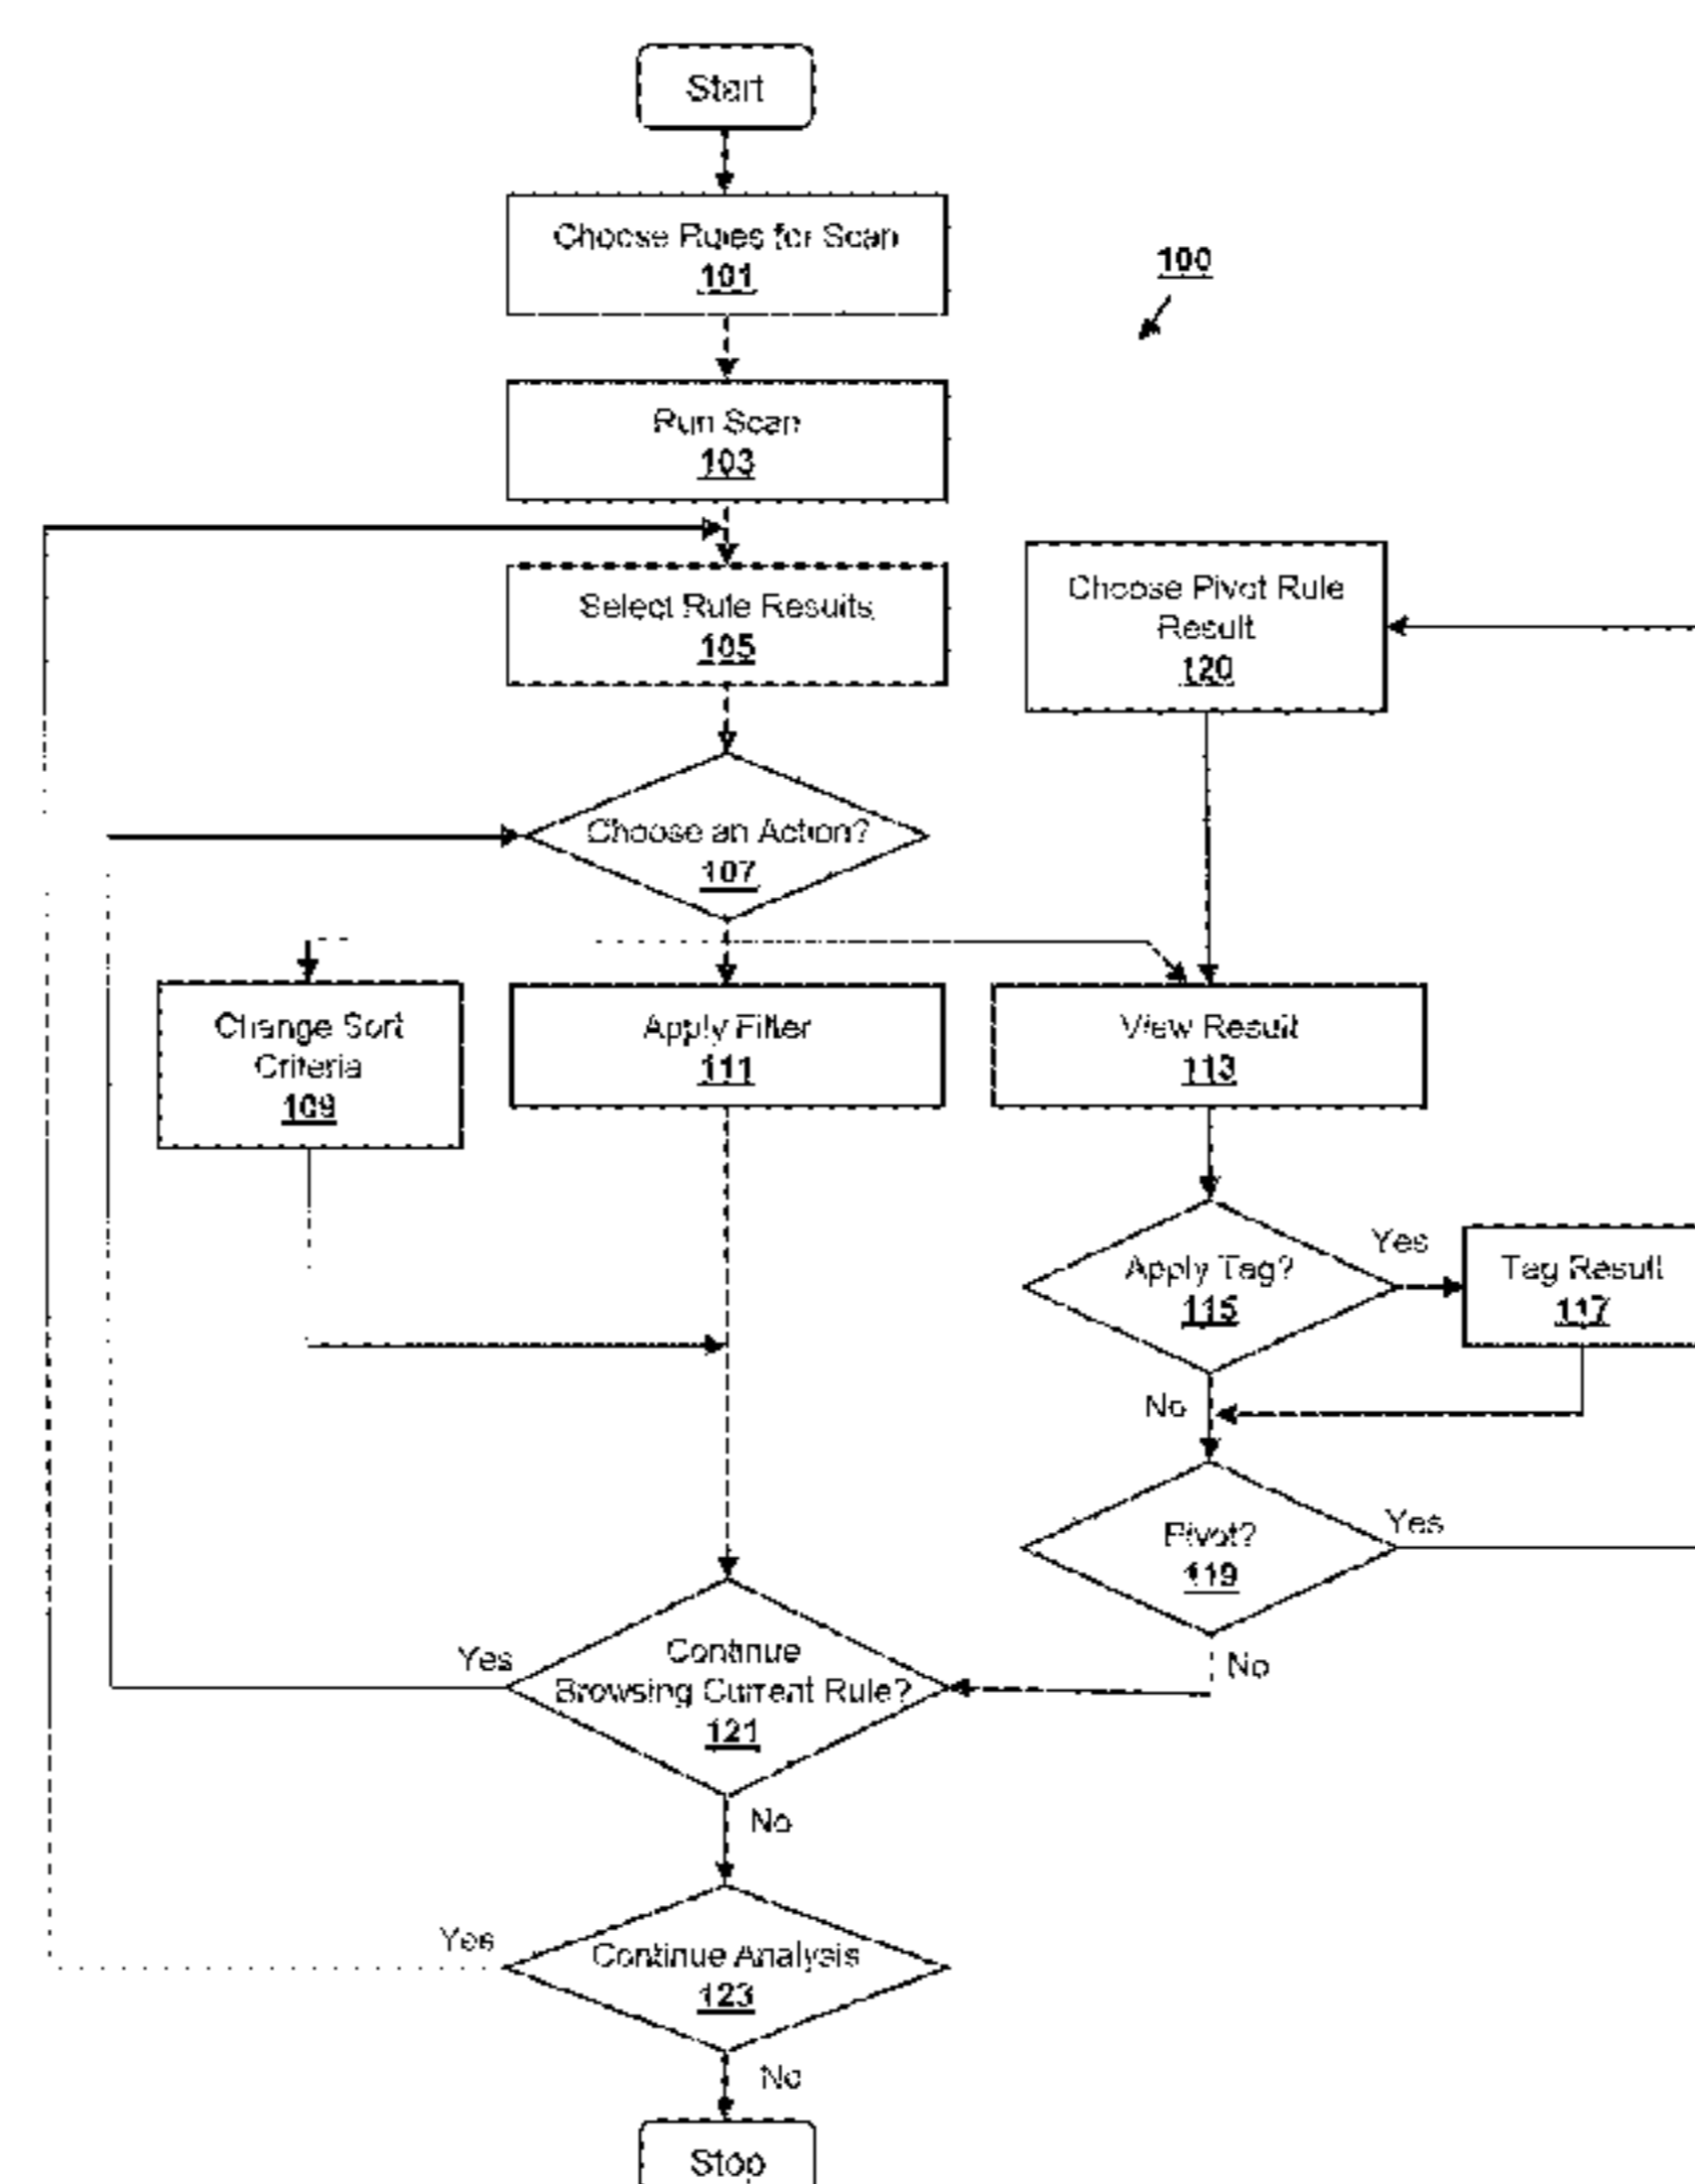 Start
Choose Rules for Scan
101
100
Run Scan
103
Select Rule Results
105
Choose Pivot Rule
Result
120
Choose an Action?
107
Change Sort
Criteria
109
Apply Filter
111
View Result
113
Apply Tag?
115
Yes
Tag Result
117
No
Pivot?
119
Yes
No
Continue
Browsing Current Rule?
121
Yes
No
Continue Analysis
123
Yes
No
Stop